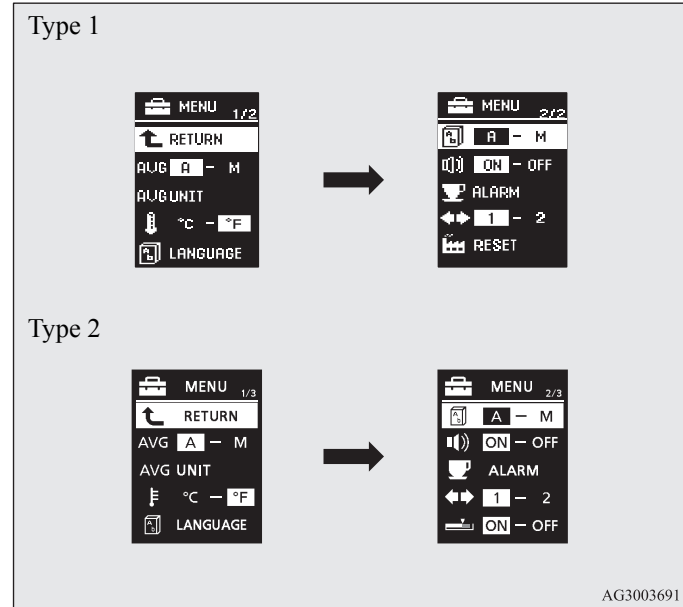 Type 1
MENU 1/2
RETURN
AVG A - M
AVG UNIT
°C - °F
LANGUAGE
MENU 2/2
A - M
ON - OFF
ALARM
1 - 2
RESET
Type 2
MENU 1/3
RETURN
AVG A - M
AVG UNIT
°C - °F
LANGUAGE
MENU 2/3
A - M
ON - OFF
ALARM
1 - 2
ON - OFF
AG3003691